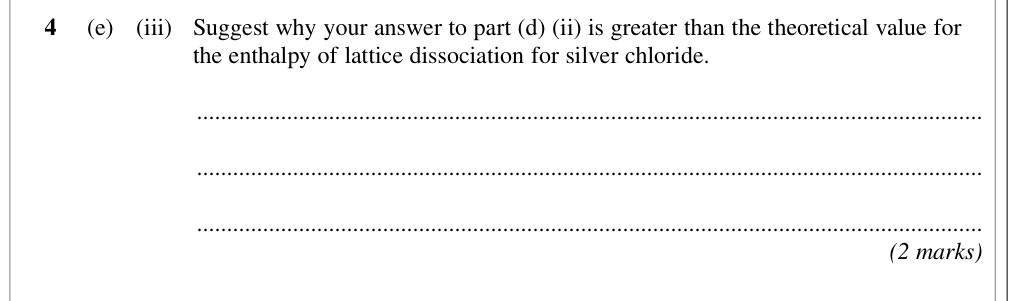 4 (e) (iii) Suggest why your answer to part (d) (ii) is greater than the theoretical value for
the enthalpy of lattice dissociation for silver chloride.
....................................................................................................................................
....................................................................................................................................
....................................................................................................................................
(2 marks)